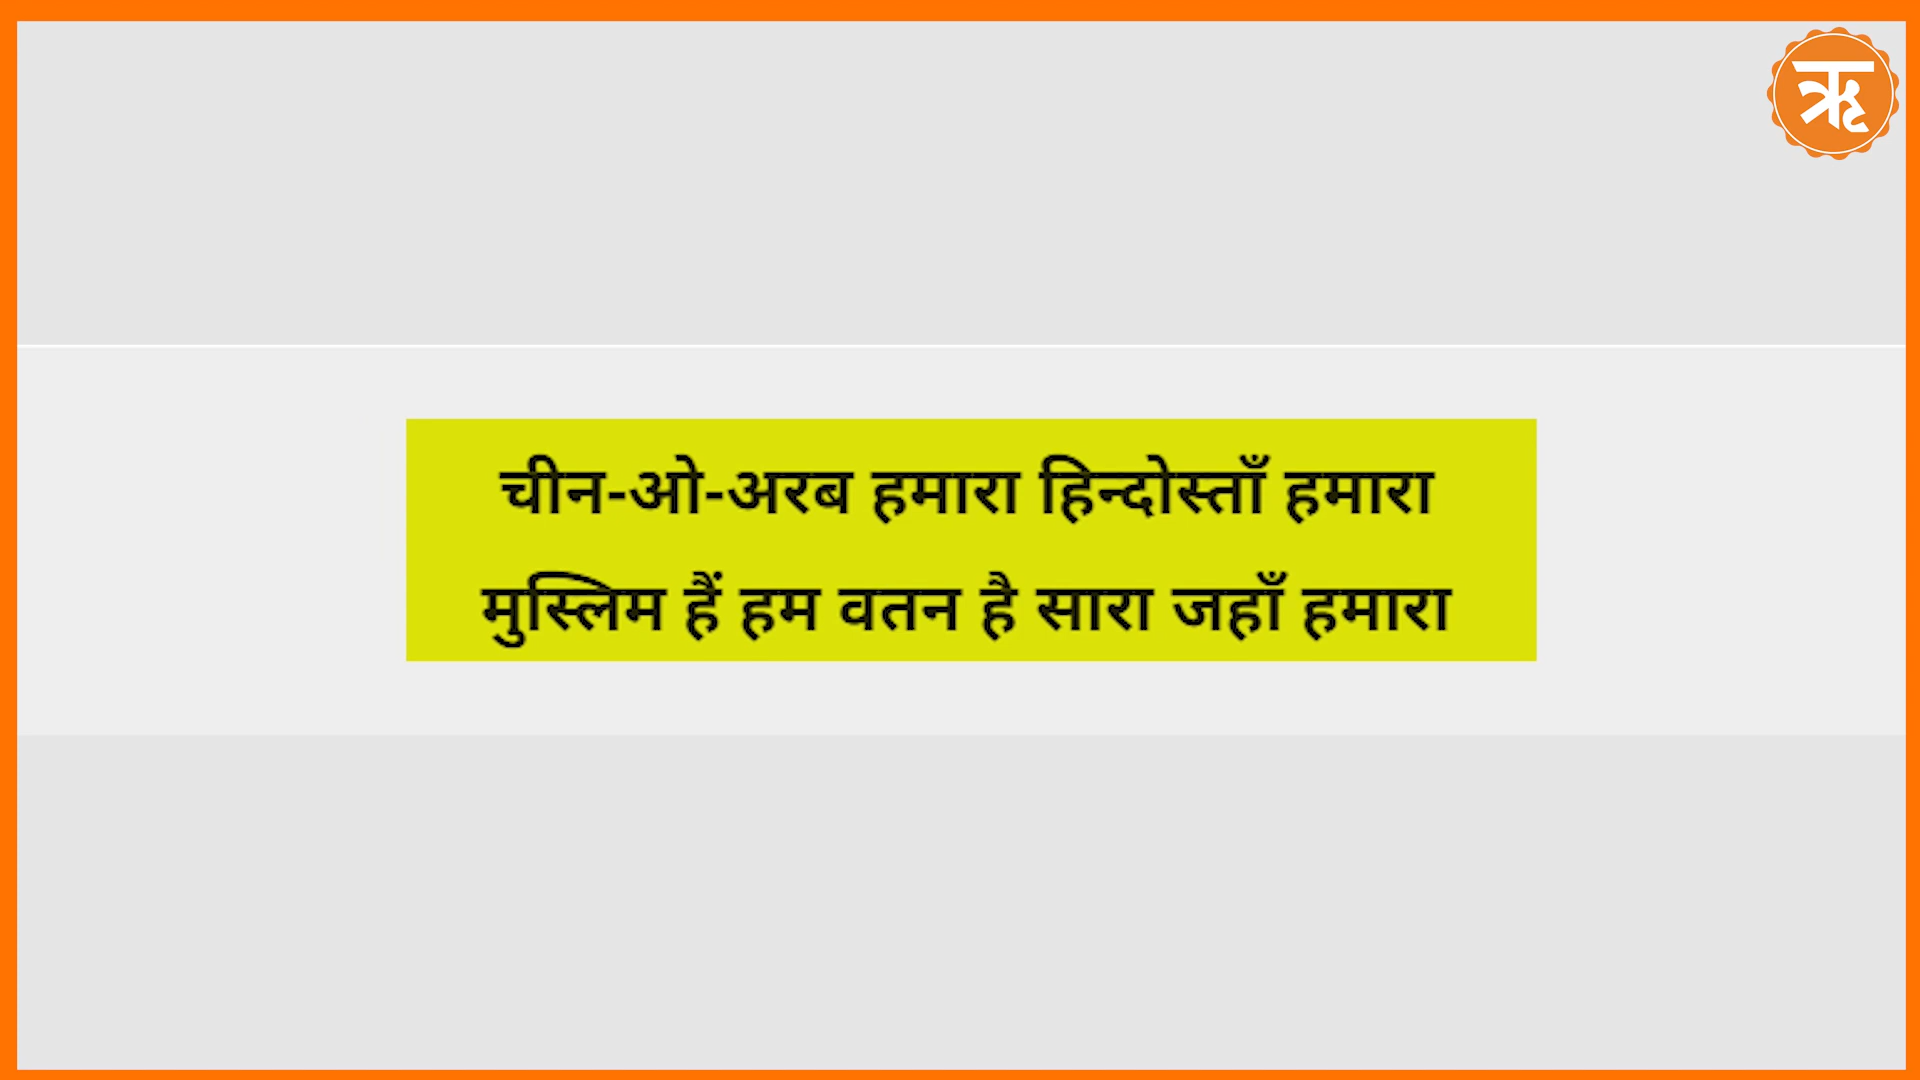 ऋ
चीन-ओ-अरब हमारा हिन्दोस्ताँ हमारा
मुस्लिम हैं हम वतन है सारा जहाँ हमारा